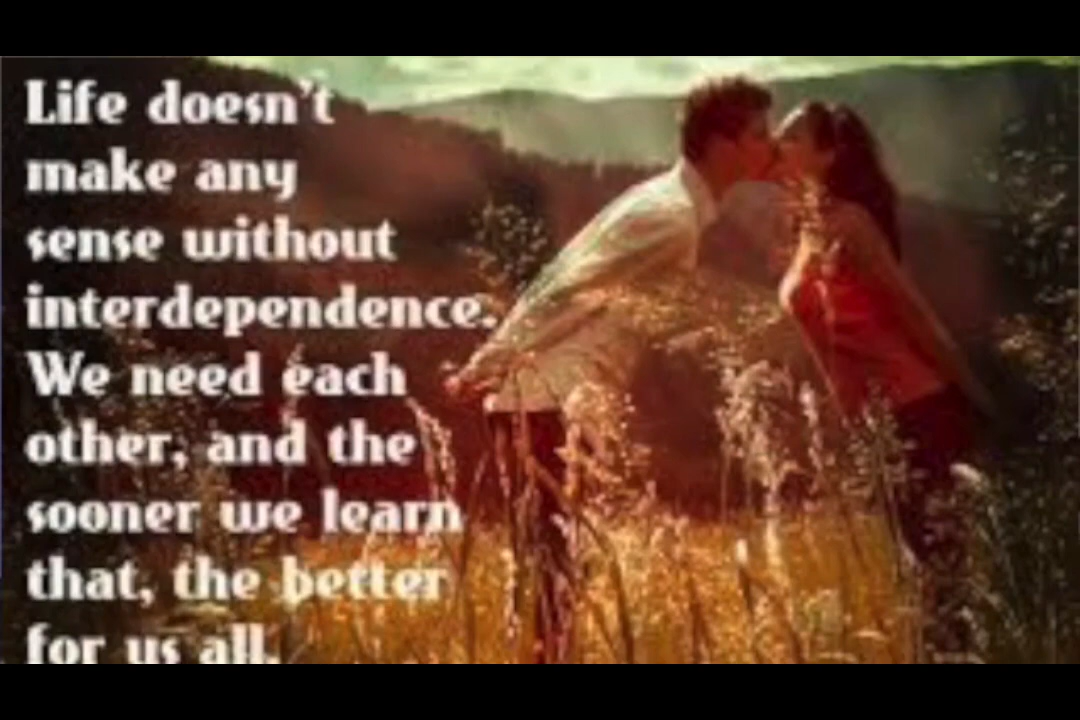 Life doesn't
make any
sense without
interdependence.
We need each
other, and the
sooner we learn
that, the better
for us all.